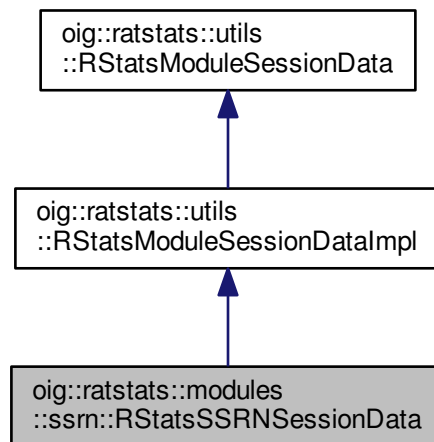 oig::ratstats::utils
::RStatsModuleSessionData
oig::ratstats::utils
::RStatsModuleSessionDataImpl
oig::ratstats::modules
::ssrn::RStatsSSRNSessionData